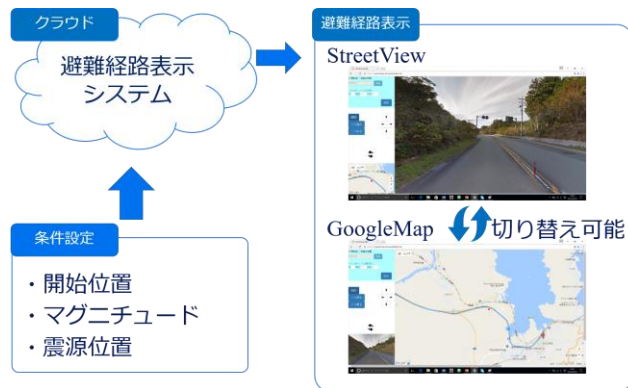 クラウド
避難経路表示
システム
条件設定
・開始位置
・マグニチュード
・震源位置
避難経路表示
StreetView
GoogleMap
切り替え可能